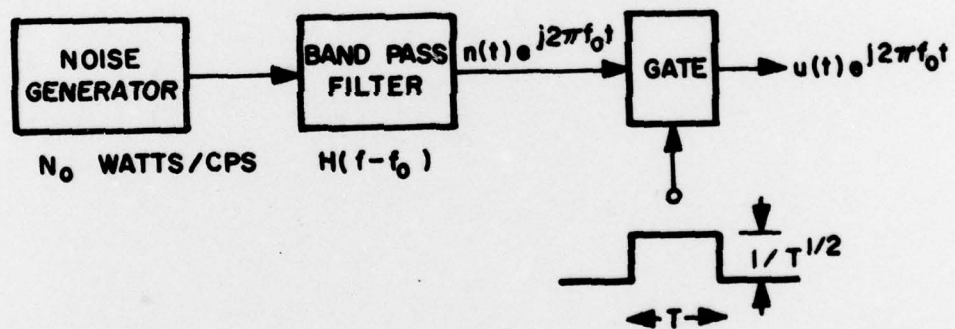 NOISE
GENERATOR
N₀ WATTS/CPS
BAND PASS
FILTER
H(f-f₀)
n(t)e^j2πf₀t
GATE
u(t)e^j2πf₀t
1/T^1/2
T